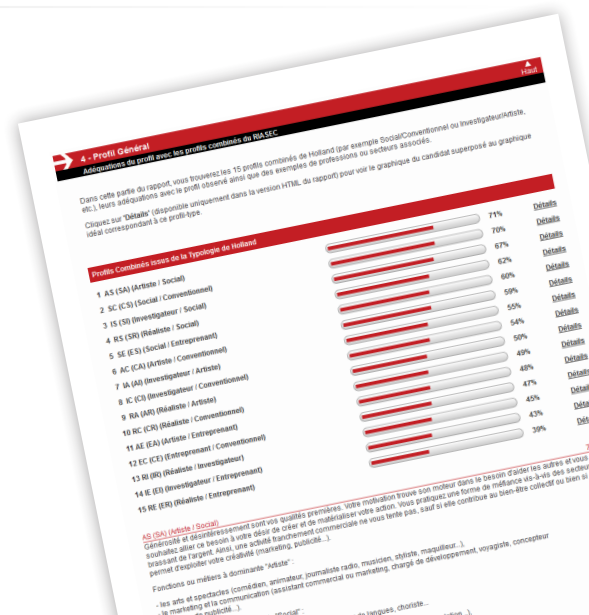 Haut
4 - Profil Général
Adéquations du profil avec les profils combinés du RIASEC
Dans cette partie du rapport, vous trouverez les 15 profils combinés de Holland (par exemple Social/Conventionnel ou Investigateur/Artiste,
etc.), leurs adéquations avec le profil observé ainsi que des exemples de professions ou secteurs associés.
Cliquez sur "Détails" (disponible uniquement dans la version HTML du rapport) pour voir le graphique du candidat superposé au graphique
idéal correspondant à ce profil-type.
Profils Combinés issus de la Typologie de Holland
1 AS (SA) (Artiste / Social) 71% Détails
2 SC (CS) (Social / Conventionnel) 70% Détails
3 IS (SI) (Investigateur / Social) 67% Détails
4 RS (SR) (Réaliste / Social) 62% Détails
5 SE (ES) (Social / Entreprenant) 60% Détails
6 AC (CA) (Artiste / Conventionnel) 59% Détails
7 IA (AI) (Investigateur / Artiste) 55% Détails
8 IC (CI) (Investigateur / Conventionnel) 54% Détails
9 RA (AR) (Réaliste / Artiste) 50% Détails
10 RC (CR) (Réaliste / Conventionnel) 49% Détails
11 AE (EA) (Artiste / Entreprenant) 48% Détails
12 EC (CE) (Entreprenant / Conventionnel) 47% Détails
13 RI (IR) (Réaliste / Investigateur) 45% Détai
14 IE (EI) (Investigateur / Entreprenant) 43% Déta
15 RE (ER) (Réaliste / Entreprenant) 39% Dét
AS (SA) (Artiste / Social) 7
Générosité et désintéressement sont vos qualités premières. Votre motivation trouve son moteur dans le besoin d'aider les autres et vous
souhaitez allier ce besoin à votre désir de créer et de matérialiser votre action. Vous pratiquez une forme de méfiance vis-à-vis des secteur
brassant de l'argent. Ainsi, une activité franchement commerciale ne vous tente pas, sauf si elle contribue au bien-être collectif ou bien si
permet d'exploiter votre créativité (marketing, publicité...).
Fonctions ou métiers à dominante "Artiste" :
- les arts et spectacles (comédien, animateur, journaliste radio, musicien, styliste, maquilleur...),
- le marketing et la communication (assistant commercial ou marketing, chargé de développement, voyagiste, concepteur
de publicité...).
"Social" :
de langues, choriste...